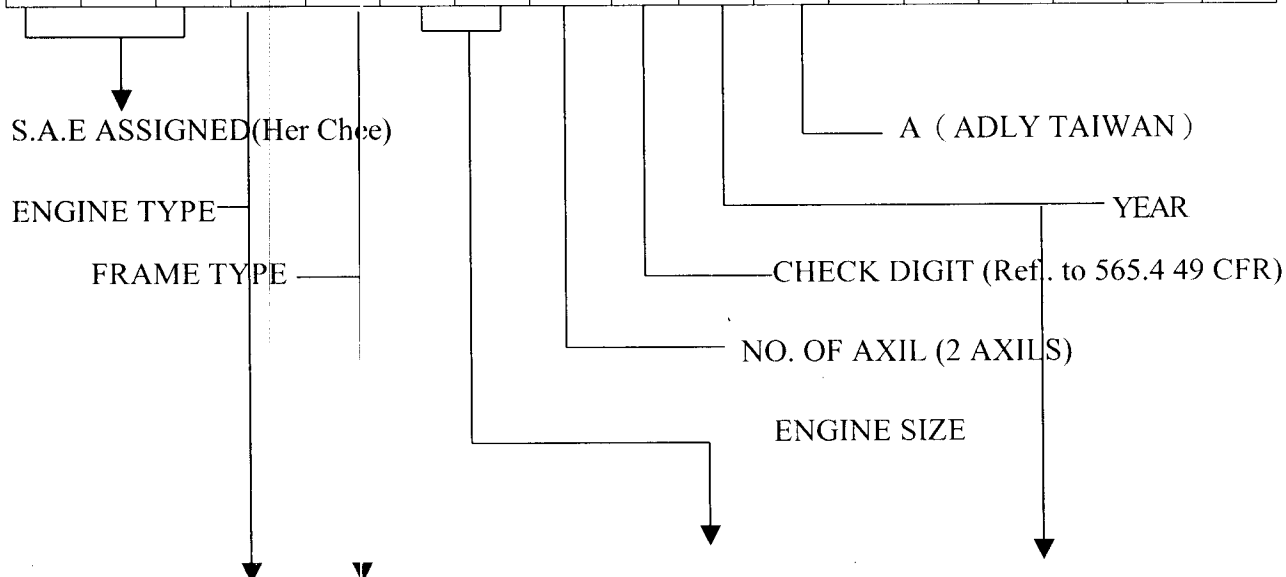 S.A.E ASSIGNED(Her Chee)
A ( ADLY TAIWAN )
ENGINE TYPE
YEAR
FRAME TYPE
CHECK DIGIT (Ref.. to 565.4 49 CFR)
NO. OF AXIL (2 AXILS)
ENGINE SIZE